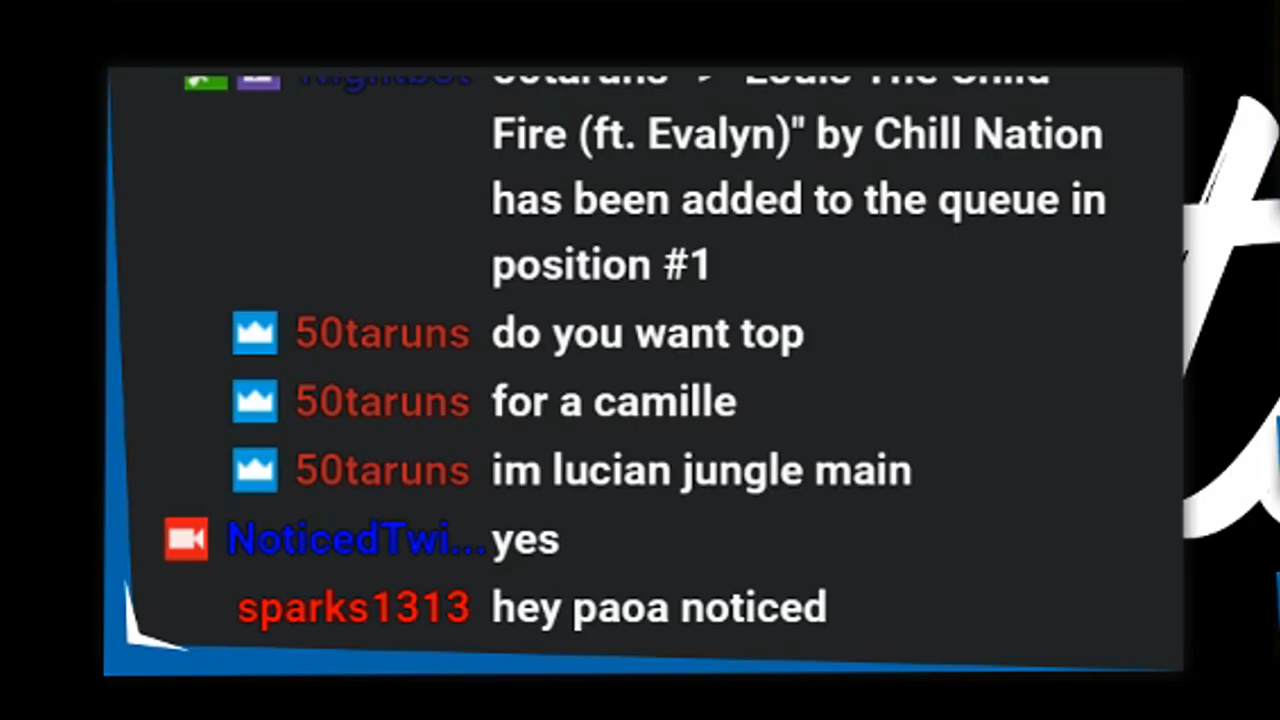 Fire (ft. Evalyn)" by Chill Nation
has been added to the queue in
position #1
50taruns do you want top
50taruns for a camille
50taruns im lucian jungle main
NoticedTwi... yes
sparks1313 hey paoa noticed